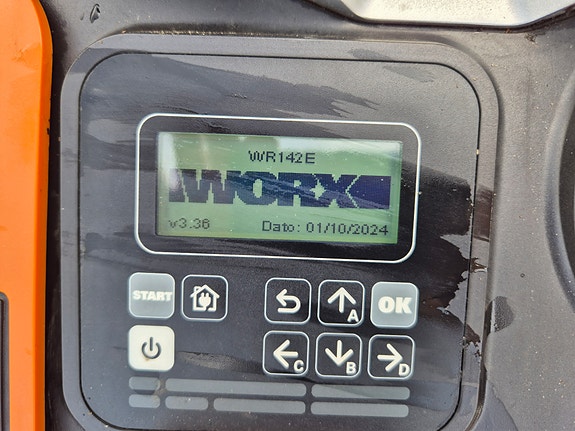 WR142E
WORX
v3.36 Dato: 01/10/2024
START
A
OK
C B D